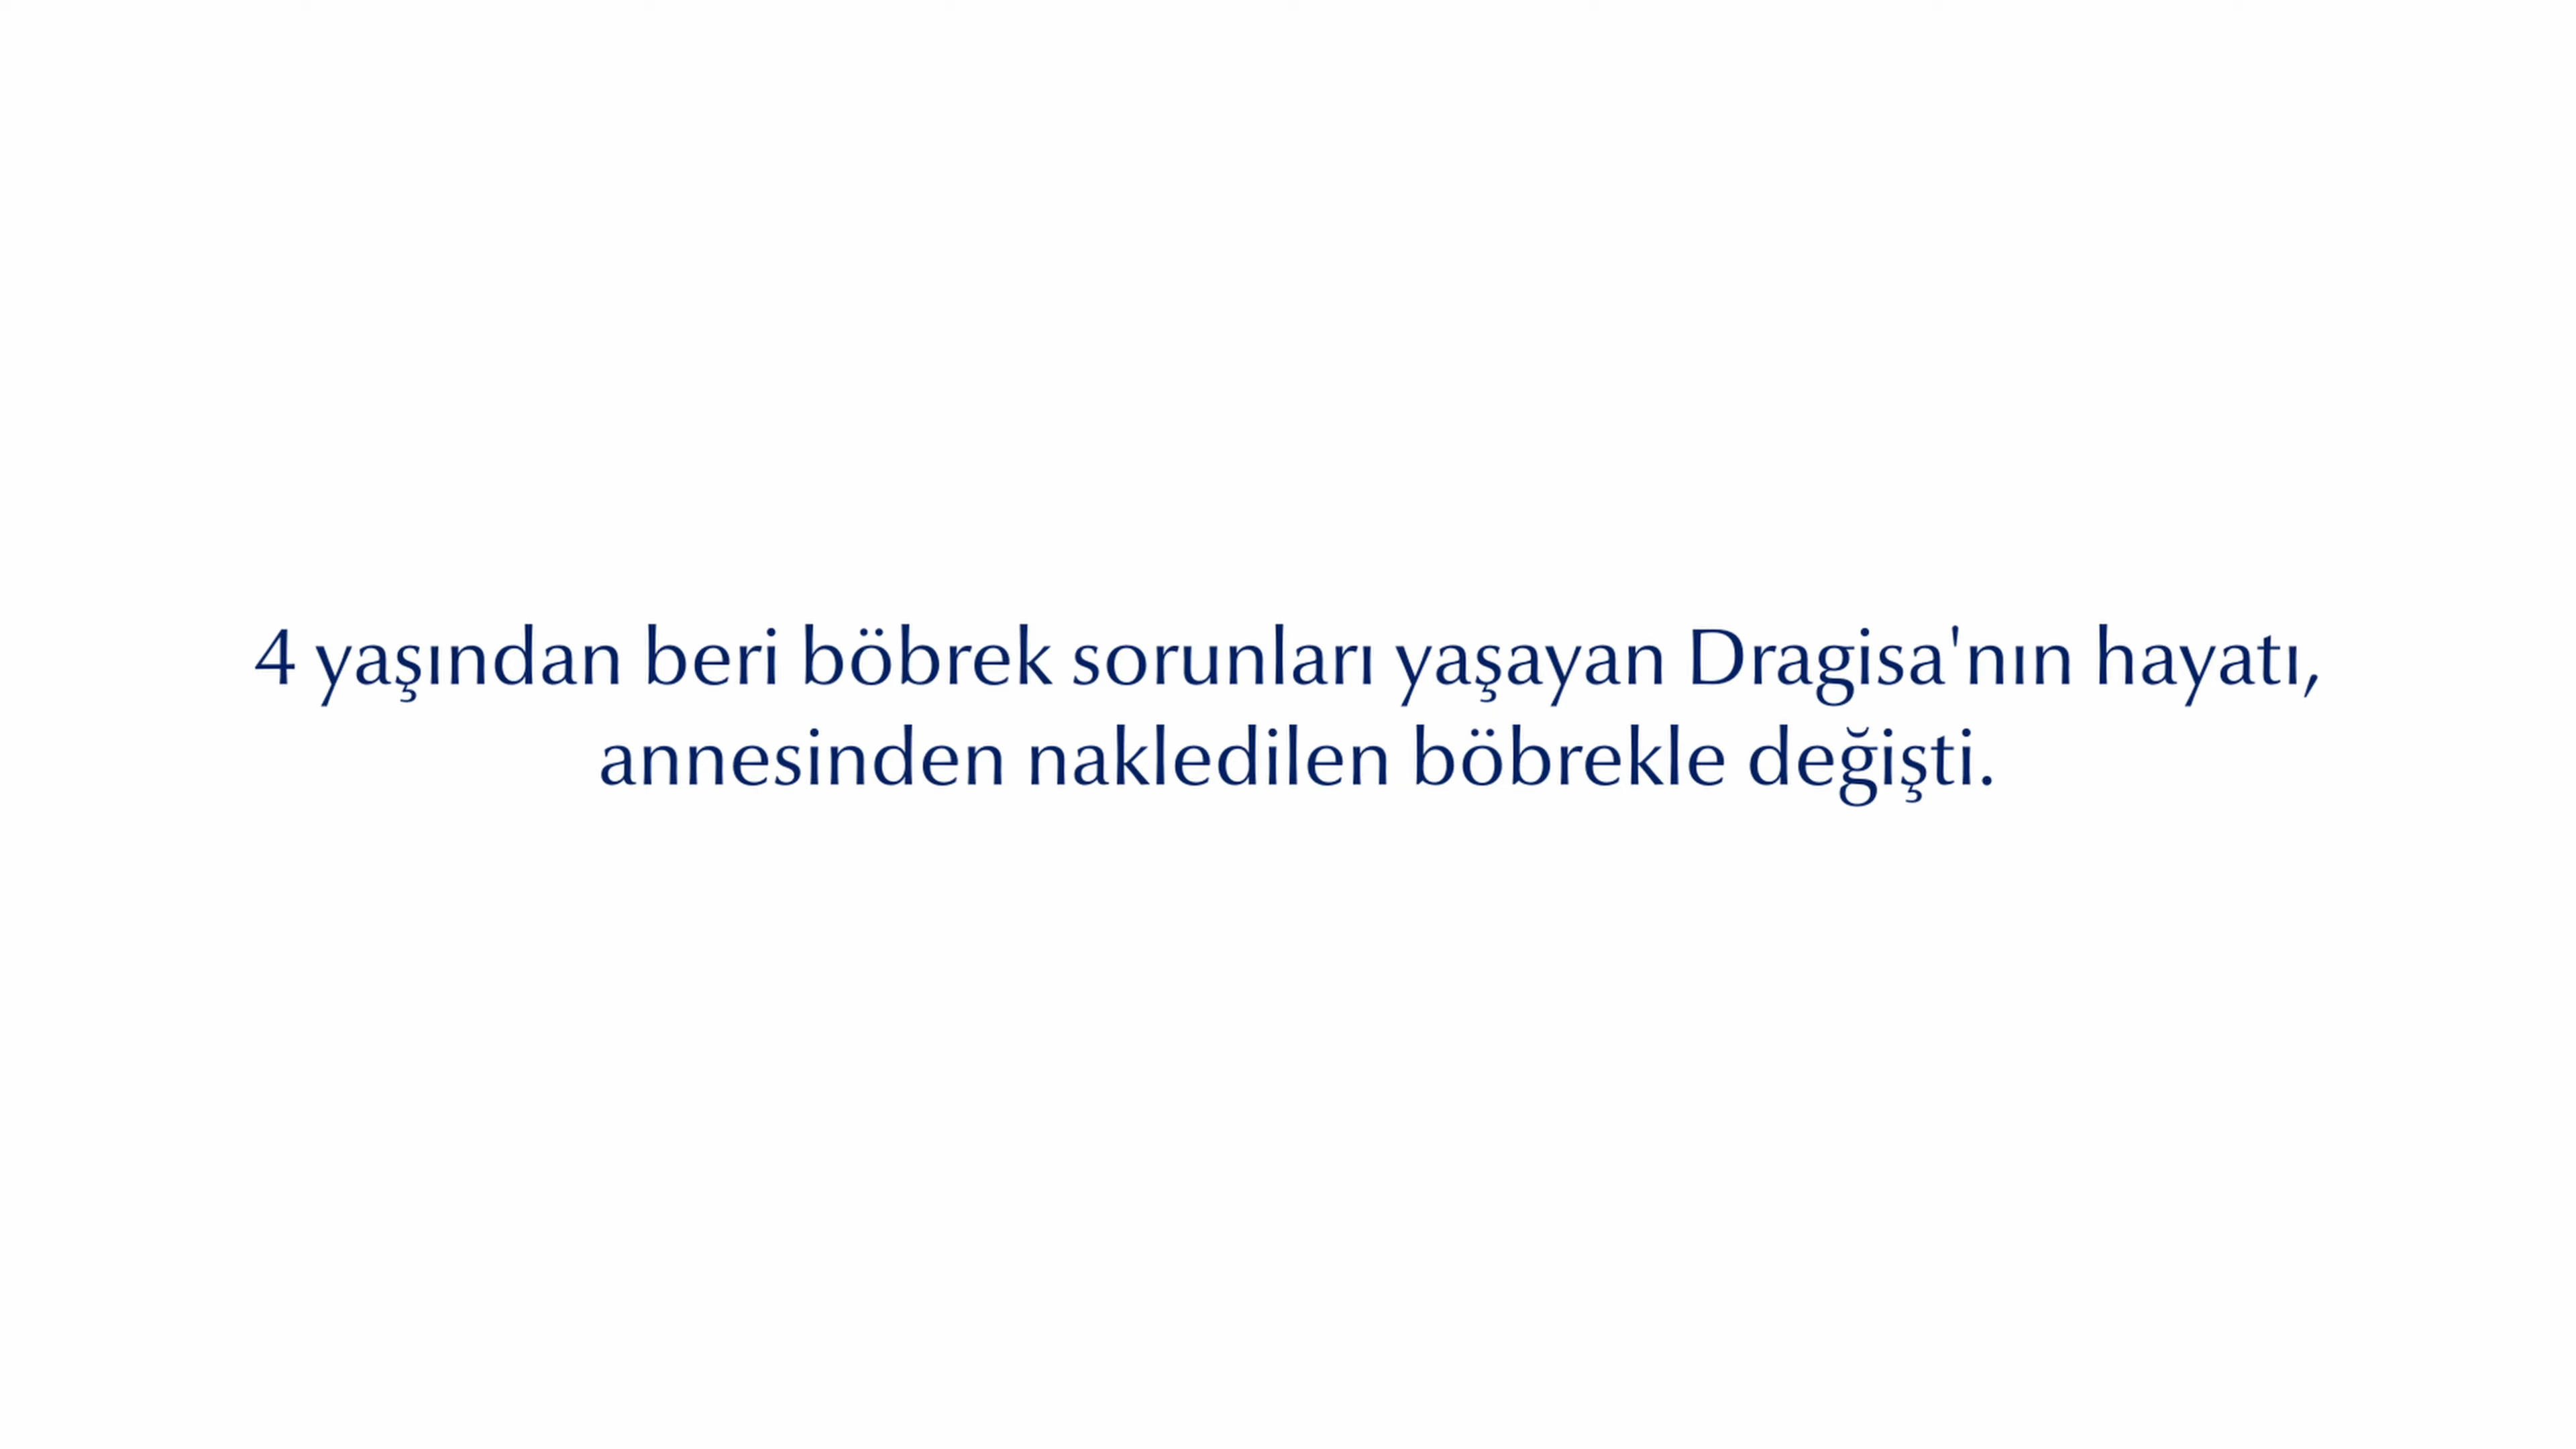 4 yaşından beri böbrek sorunları yaşayan Dragisa'nın hayatı,
annesinden nakledilen böbrekle değişti.